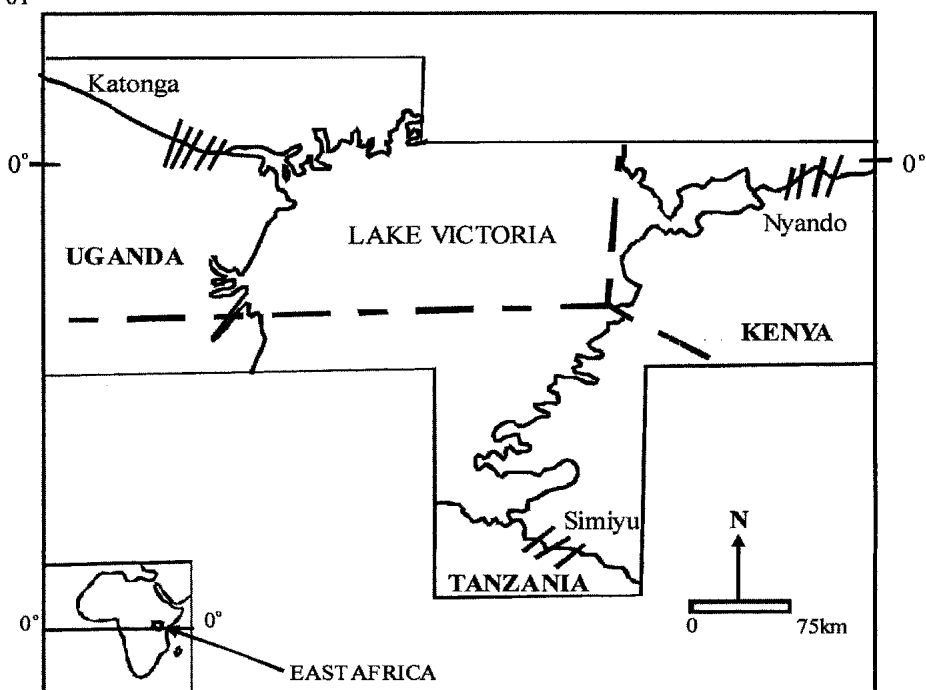 Katonga
0°
0°
Nyando
LAKE VICTORIA
UGANDA
KENYA
Simiyu
N
TANZANIA
0
75km
0°
0°
EAST AFRICA